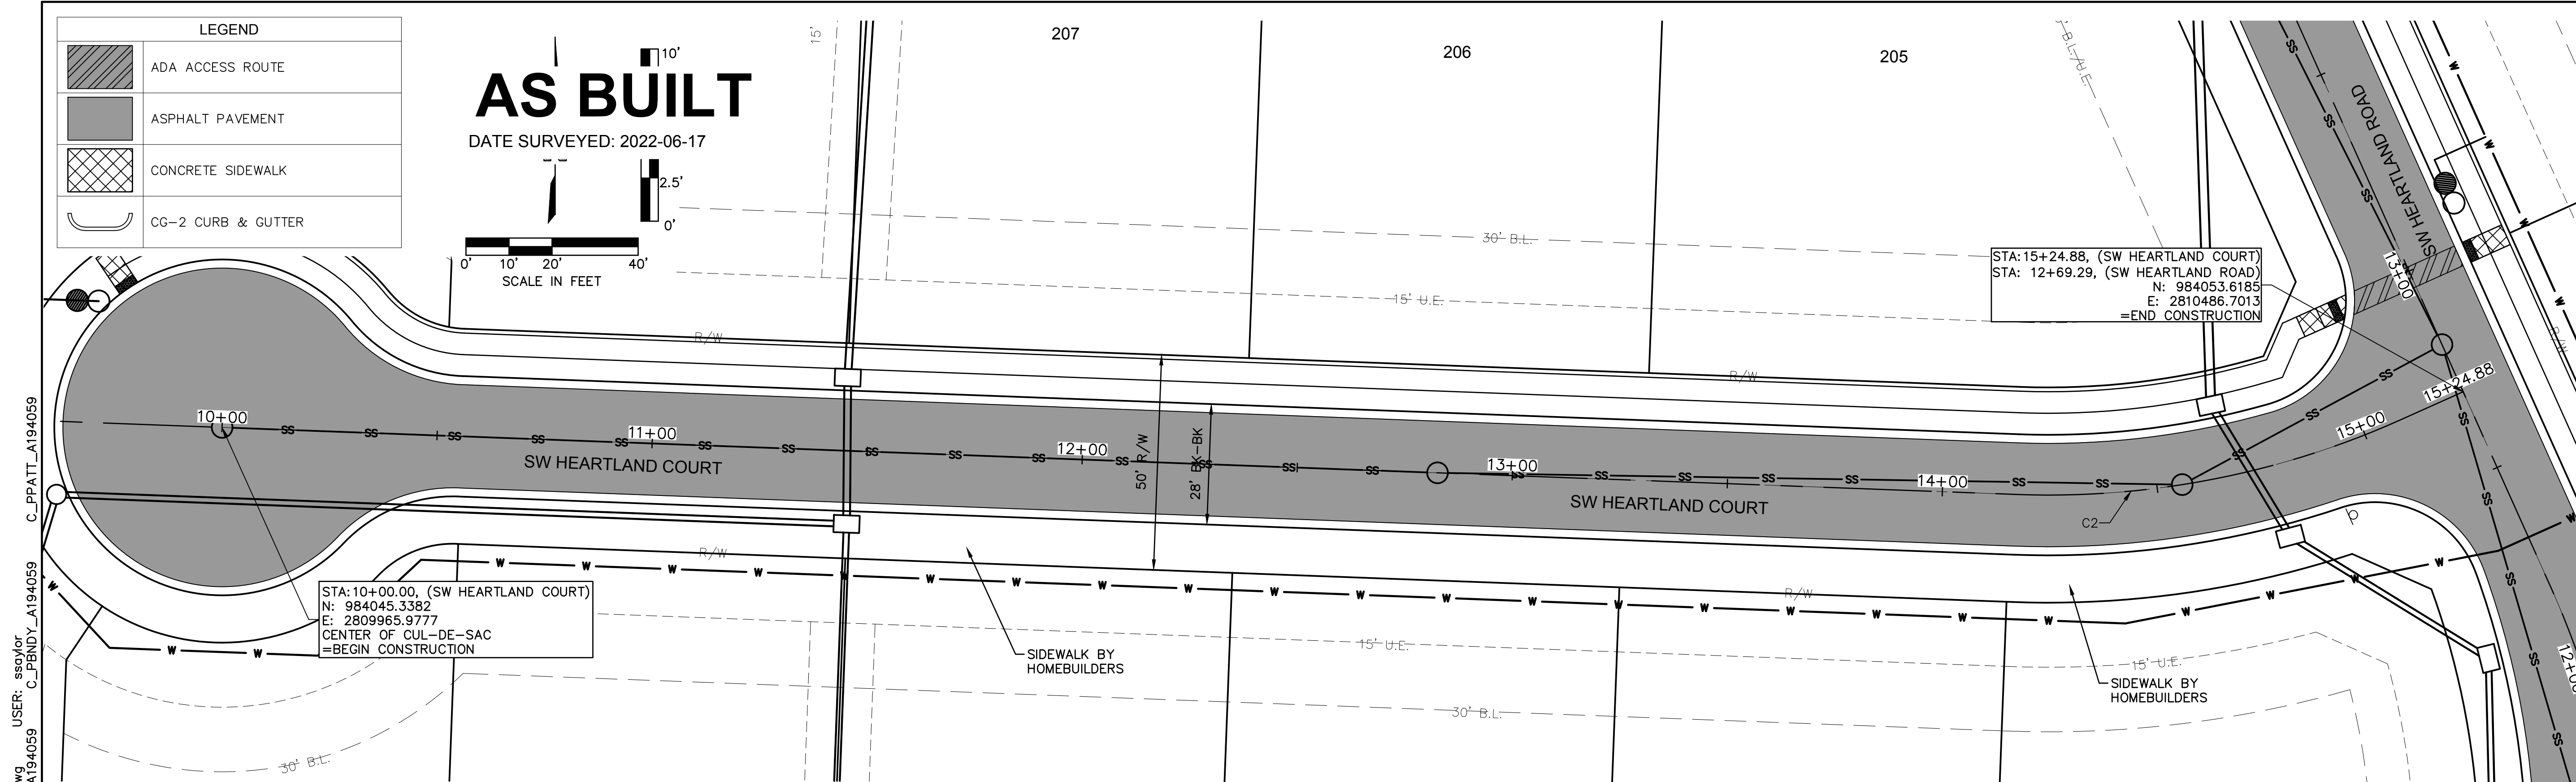 LEGEND
ADA ACCESS ROUTE
ASPHALT PAVEMENT
CONCRETE SIDEWALK
CG-2 CURB & GUTTER
AS BUILT
DATE SURVEYED: 2022-06-17
10'
2.5'
0'
0' 10' 20' 40'
SCALE IN FEET
15'
207
206
205
B.L./U.E.
30' B.L.
15' U.E.
R/W
R/W
SW HEARTLAND ROAD
13+00
STA:15+24.88, (SW HEARTLAND COURT)
STA: 12+69.29, (SW HEARTLAND ROAD)
N: 984053.6185
E: 2810486.7013
=END CONSTRUCTION
R/W
10+00
11+00
12+00
13+00
14+00
15+00
15+24.88
SS
W
SW HEARTLAND COURT
SW HEARTLAND COURT
50' R/W
28' BK-BK
C2
R/W
R/W
STA:10+00.00, (SW HEARTLAND COURT)
N: 984045.3382
E: 2809965.9777
CENTER OF CUL-DE-SAC
=BEGIN CONSTRUCTION
SIDEWALK BY
HOMEBUILDERS
SIDEWALK BY
HOMEBUILDERS
15' U.E.
15' U.E.
30' B.L.
30' B.L.
C_PPATT_A194059
C_PBNDY_A194059
A194059
USER: ssaylor
wg